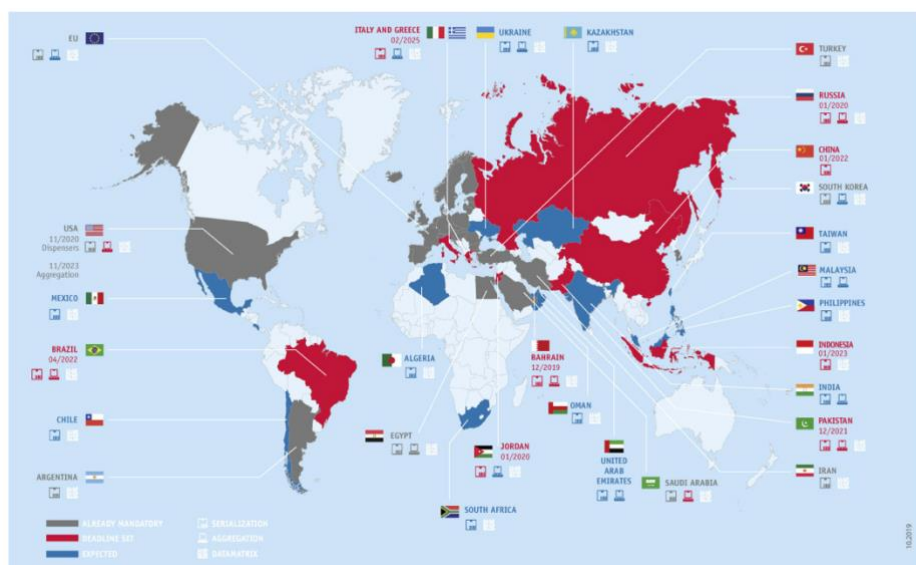 EU
ITALY AND GREECE
02/2025
UKRAINE
KAZAKHSTAN
TURKEY
RUSSIA
01/2020
CHINA
01/2022
SOUTH KOREA
USA
11/2020
Dispensers
11/2023
Aggregation
TAIWAN
MALAYSIA
MEXICO
PHILIPPINES
BRAZIL
04/2022
ALGERIA
BAHRAIN
12/2019
INDONESIA
01/2023
INDIA
OMAN
CHILE
EGYPT
JORDAN
01/2020
PAKISTAN
12/2021
UNITED
ARAB
EMIRATES
SAUDI ARABIA
IRAN
ARGENTINA
SOUTH AFRICA
ALREADY MANDATORY
SERIALIZATION
DEADLINE SET
AGGREGATION
EXPECTED
DATAMATRIX
10.2019